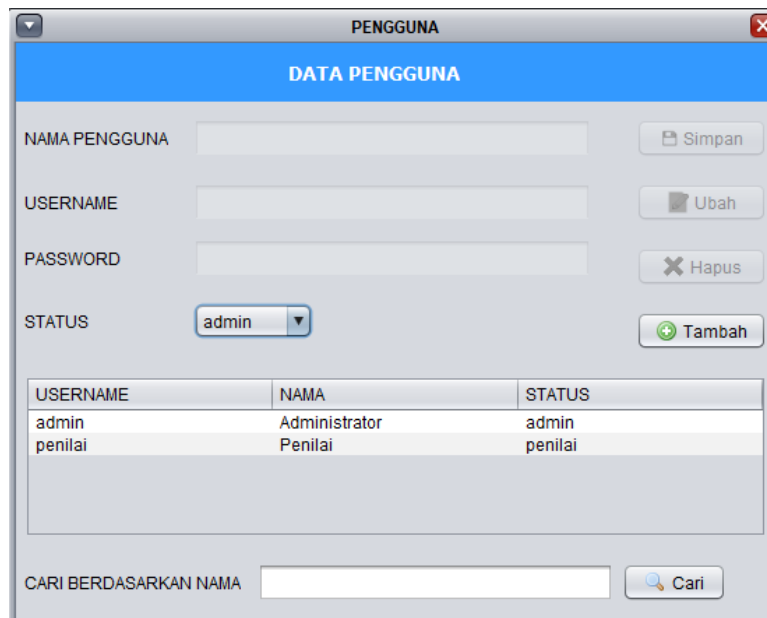 PENGGUNA
DATA PENGGUNA
NAMA PENGGUNA
Simpan
USERNAME
Ubah
PASSWORD
Hapus
STATUS admin
Tambah
USERNAME NAMA STATUS
admin Administrator admin
penilai Penilai penilai
CARI BERDASARKAN NAMA Cari